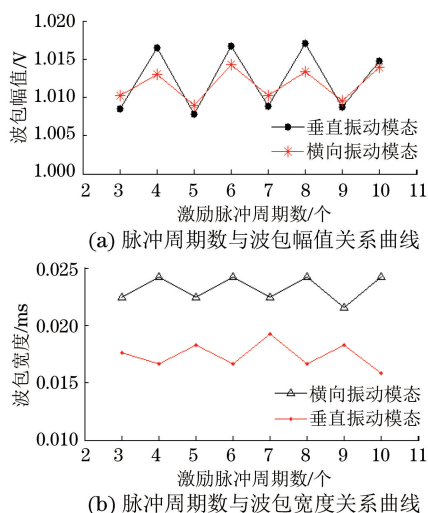 1.020
1.015
1.010
1.005
1.000
波包幅值/V
垂直振动模态
横向振动模态
2 3 4 5 6 7 8 9 10 11
激励脉冲周期数/个
(a) 脉冲周期数与波包幅值关系曲线
0.025
0.020
0.015
0.010
波包宽度/ms
横向振动模态
垂直振动模态
2 3 4 5 6 7 8 9 10 11
激励脉冲周期数/个
(b) 脉冲周期数与波包宽度关系曲线